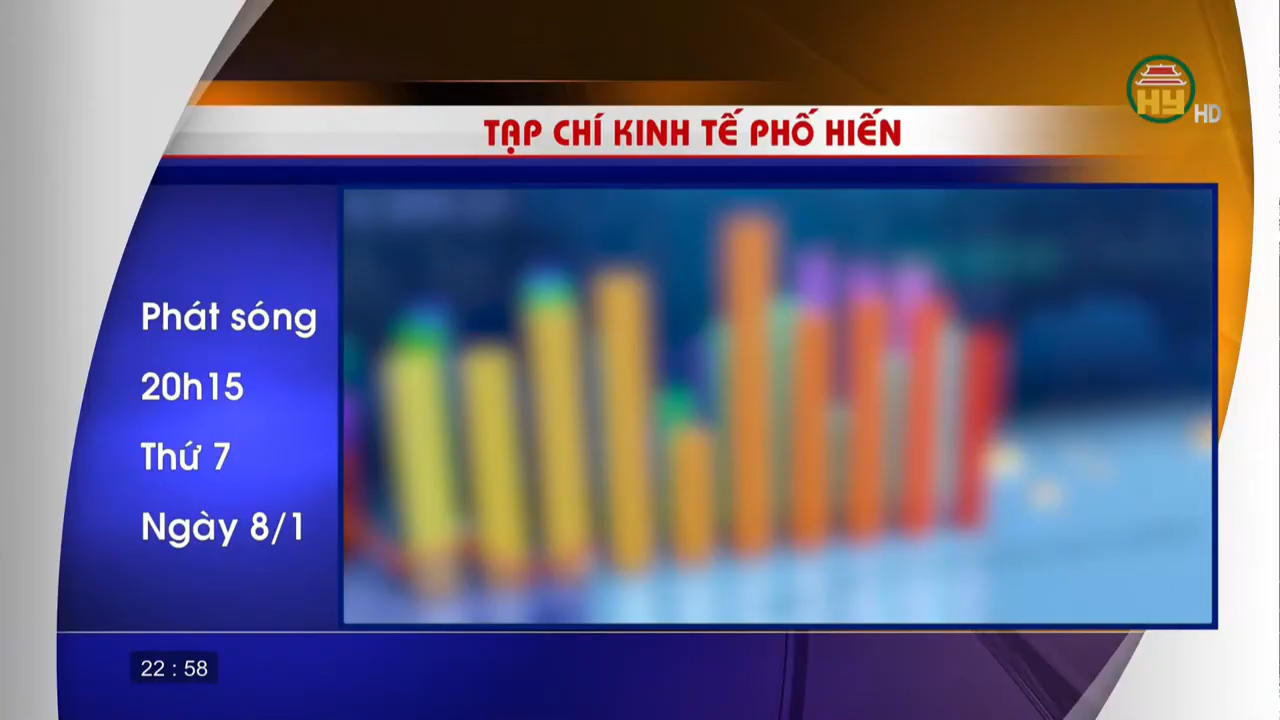 HY HD
TẠP CHÍ KINH TẾ PHỐ HIẾN
Phát sóng
20h15
Thứ 7
Ngày 8/1
22 : 58